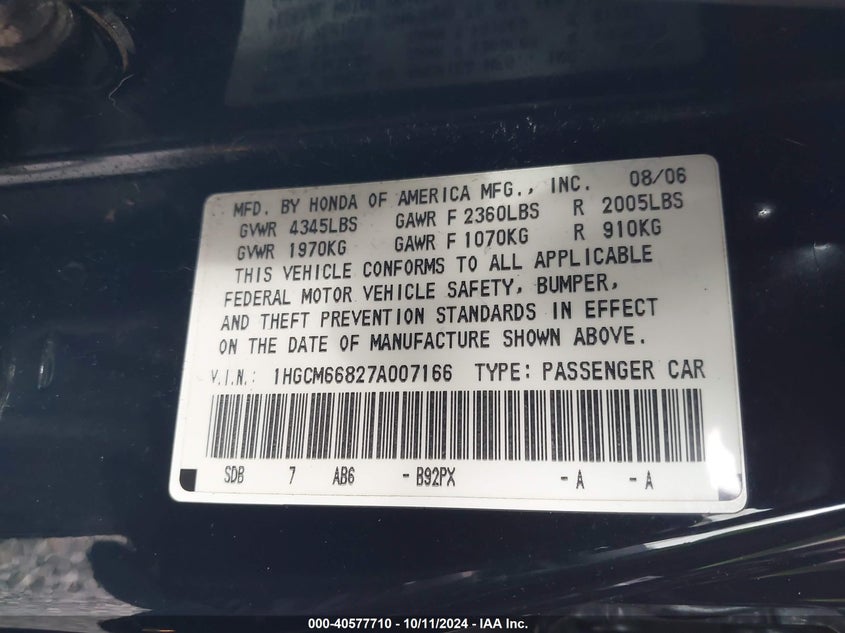 MFD. BY HONDA OF AMERICA MFG., INC. 08/06
GVWR 4345LBS GAWR F 2360LBS R 2005LBS
GVWR 1970KG GAWR F 1070KG R 910KG
THIS VEHICLE CONFORMS TO ALL APPLICABLE
FEDERAL MOTOR VEHICLE SAFETY, BUMPER,
AND THEFT PREVENTION STANDARDS IN EFFECT
ON THE DATE OF MANUFACTURE SHOWN ABOVE.
V.I.N.: 1HGCM66827A007166 TYPE: PASSENGER CAR
SDB 7 AB6 - B92PX - A - A
000-40577710 - 10/11/2024 - IAA Inc.